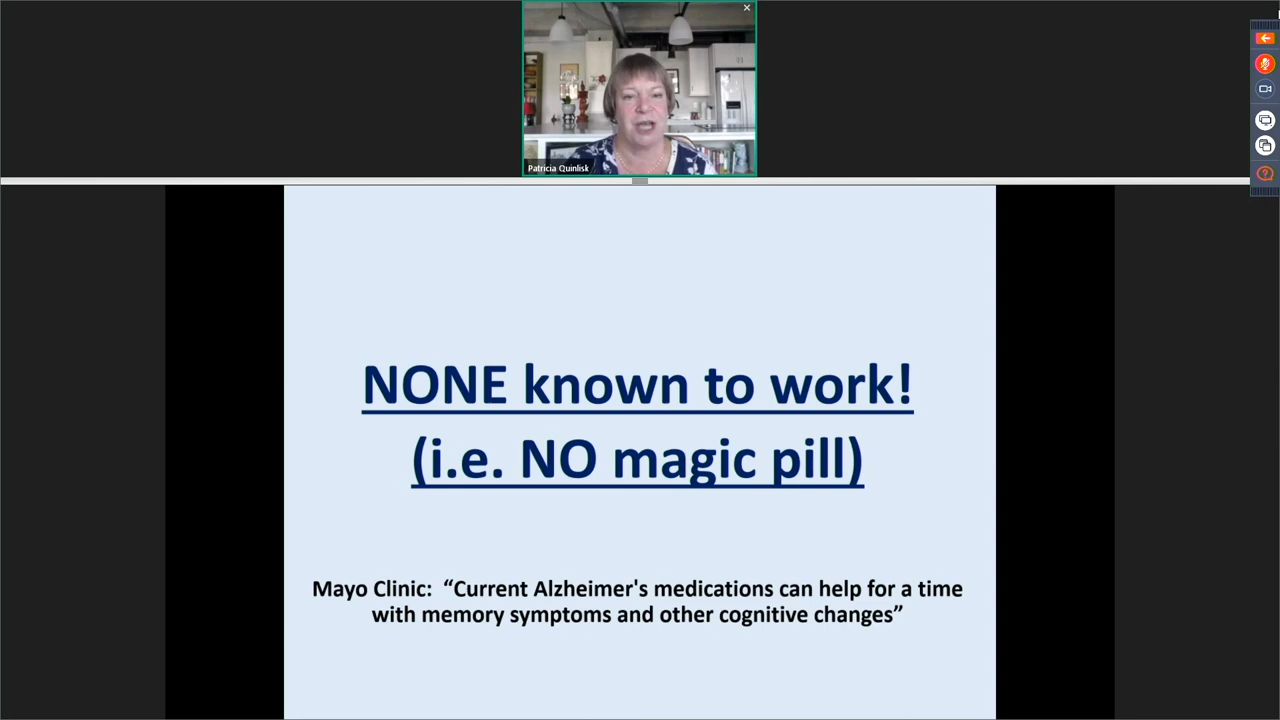 Patricia Quinlisk
NONE known to work!
(i.e. NO magic pill)
Mayo Clinic:  “Current Alzheimer's medications can help for a time
with memory symptoms and other cognitive changes”